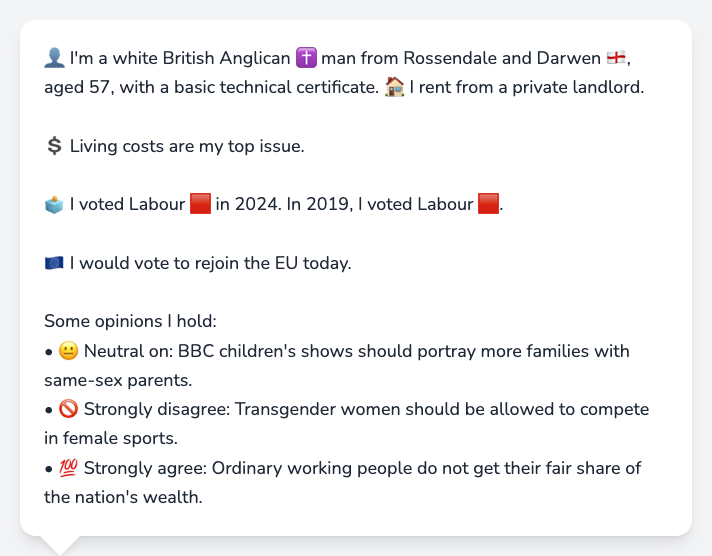 👤 I'm a white British Anglican ✝️ man from Rossendale and Darwen 🏴󠁧󠁢󠁥󠁮󠁧󠁿,
aged 57, with a basic technical certificate. 🏠 I rent from a private landlord.
💲 Living costs are my top issue.
🗳️ I voted Labour 🟥 in 2024. In 2019, I voted Labour 🟥.
🇪🇺 I would vote to rejoin the EU today.
Some opinions I hold:
• 😐 Neutral on: BBC children's shows should portray more families with
same-sex parents.
• 🚫 Strongly disagree: Transgender women should be allowed to compete
in female sports.
• 💯 Strongly agree: Ordinary working people do not get their fair share of
the nation's wealth.